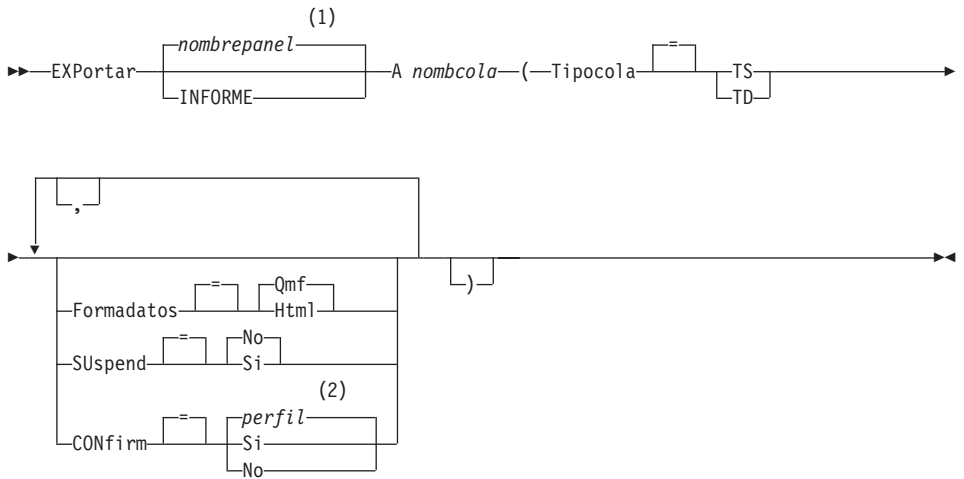 (1)
nombrepanel
EXPortar
INFORME
A nombcola ( Tipocola = TS
TD
,
Formadatos = Qmf
Html
SUspend = No
Si
(2)
CONfirm = perfil
Si
No
)